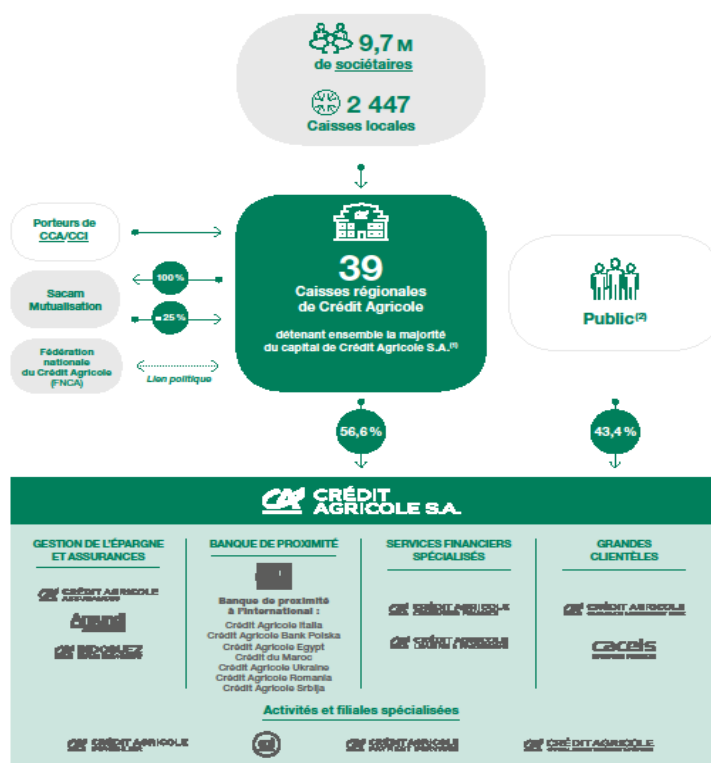 9,7 M
de sociétaires
2 447
Caisses locales
Porteurs de
CCA/CCI
Sacam
Mutualisation
Fédération
nationale
du Crédit Agricole
(FNCA)
100 %
≈ 25 %
Lien politique
39
Caisses régionales
de Crédit Agricole
détenant ensemble la majorité
du capital de Crédit Agricole S.A.(1)
Public(2)
56,6 %
43,4 %
CRÉDIT
AGRICOLE S.A.
GESTION DE L'ÉPARGNE
ET ASSURANCES
CRÉDIT AGRICOLE
Amundi
INDOSUEZ
BANQUE DE PROXIMITÉ
Banque de proximité
à l'international :
Crédit Agricole Italia
Crédit Agricole Bank Polska
Crédit Agricole Egypt
Crédit du Maroc
Crédit Agricole Ukraine
Crédit Agricole Romania
Crédit Agricole Srbija
SERVICES FINANCIERS
SPÉCIALISÉS
CRÉDIT AGRICOLE
CRÉDIT AGRICOLE
GRANDES
CLIENTÈLES
CRÉDIT AGRICOLE
caceis
Activités et filiales spécialisées
CRÉDIT AGRICOLE
CRÉDIT AGRICOLE
CRÉDIT AGRICOLE